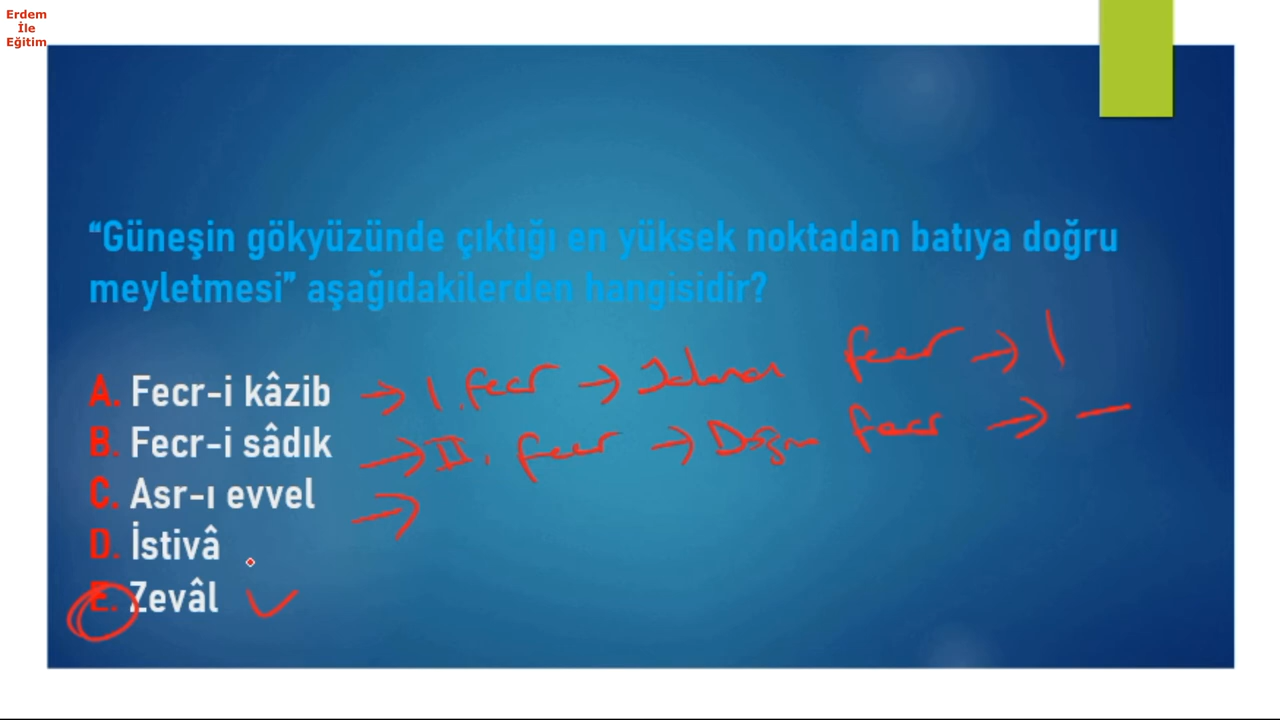 Erdem
İle
Eğitim
“Güneşin gökyüzünde çıktığı en yüksek noktadan batıya doğru
meyletmesi” aşağıdakilerden hangisidir?
A. Fecr-i kâzib → I. fecr → fecr → |
B. Fecr-i sâdık → II. fecr → Doğru fecr → —
C. Asr-ı evvel →
D. İstivâ
E. Zevâl ✓